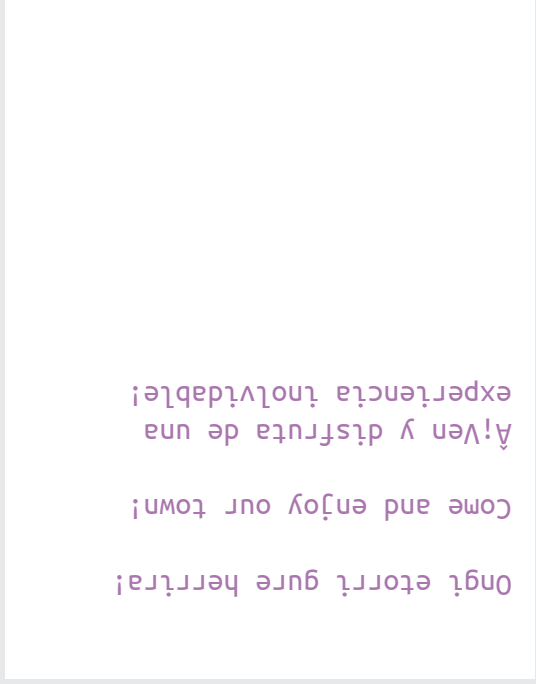 Ongi etorri gure herrira!
Come and enjoy our town!
Â¡Ven y disfruta de una
experiencia inolvidable!